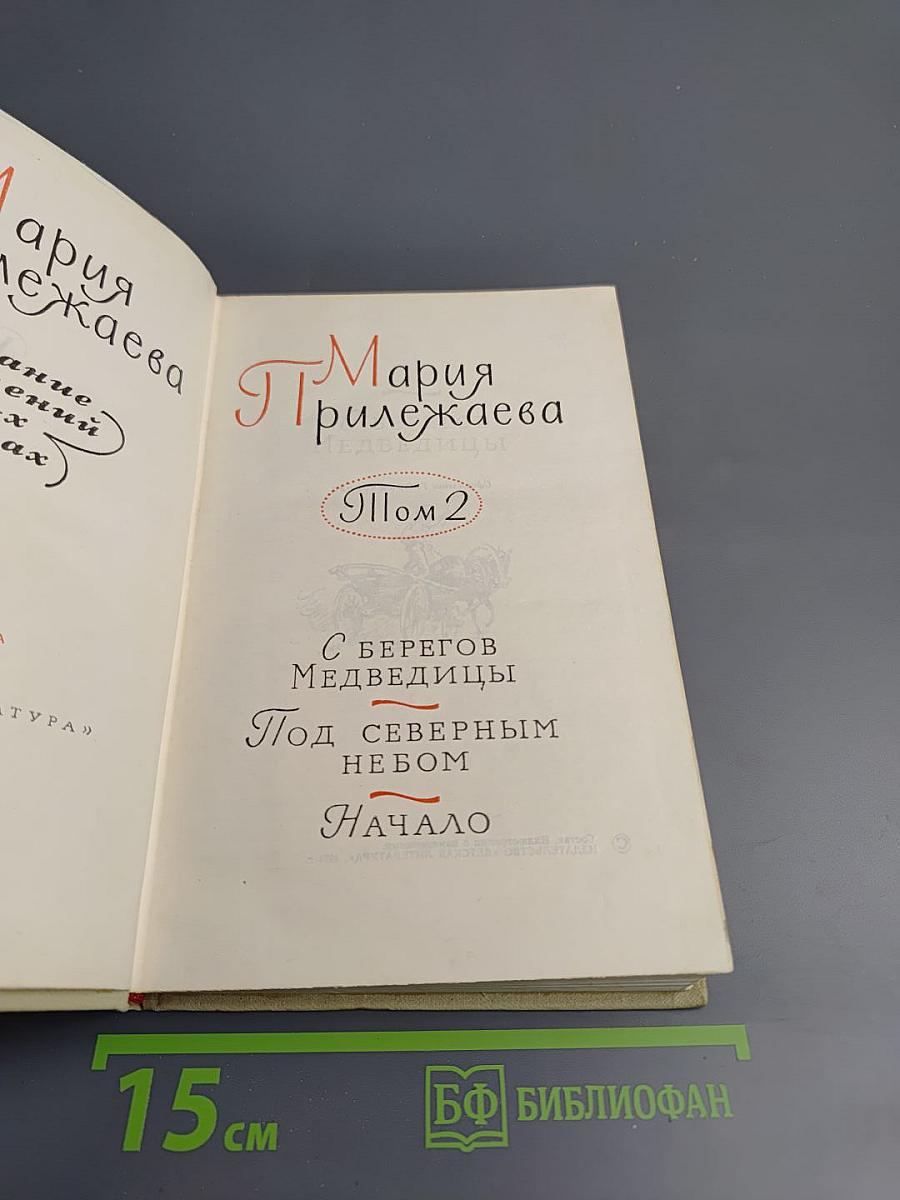 Мария
Прилежаева
Том 2
С БЕРЕГОВ
МЕДВЕДИЦЫ
ПОД СЕВЕРНЫМ
НЕБОМ
НАЧАЛО
15 см
БФ БИБЛИОФАН